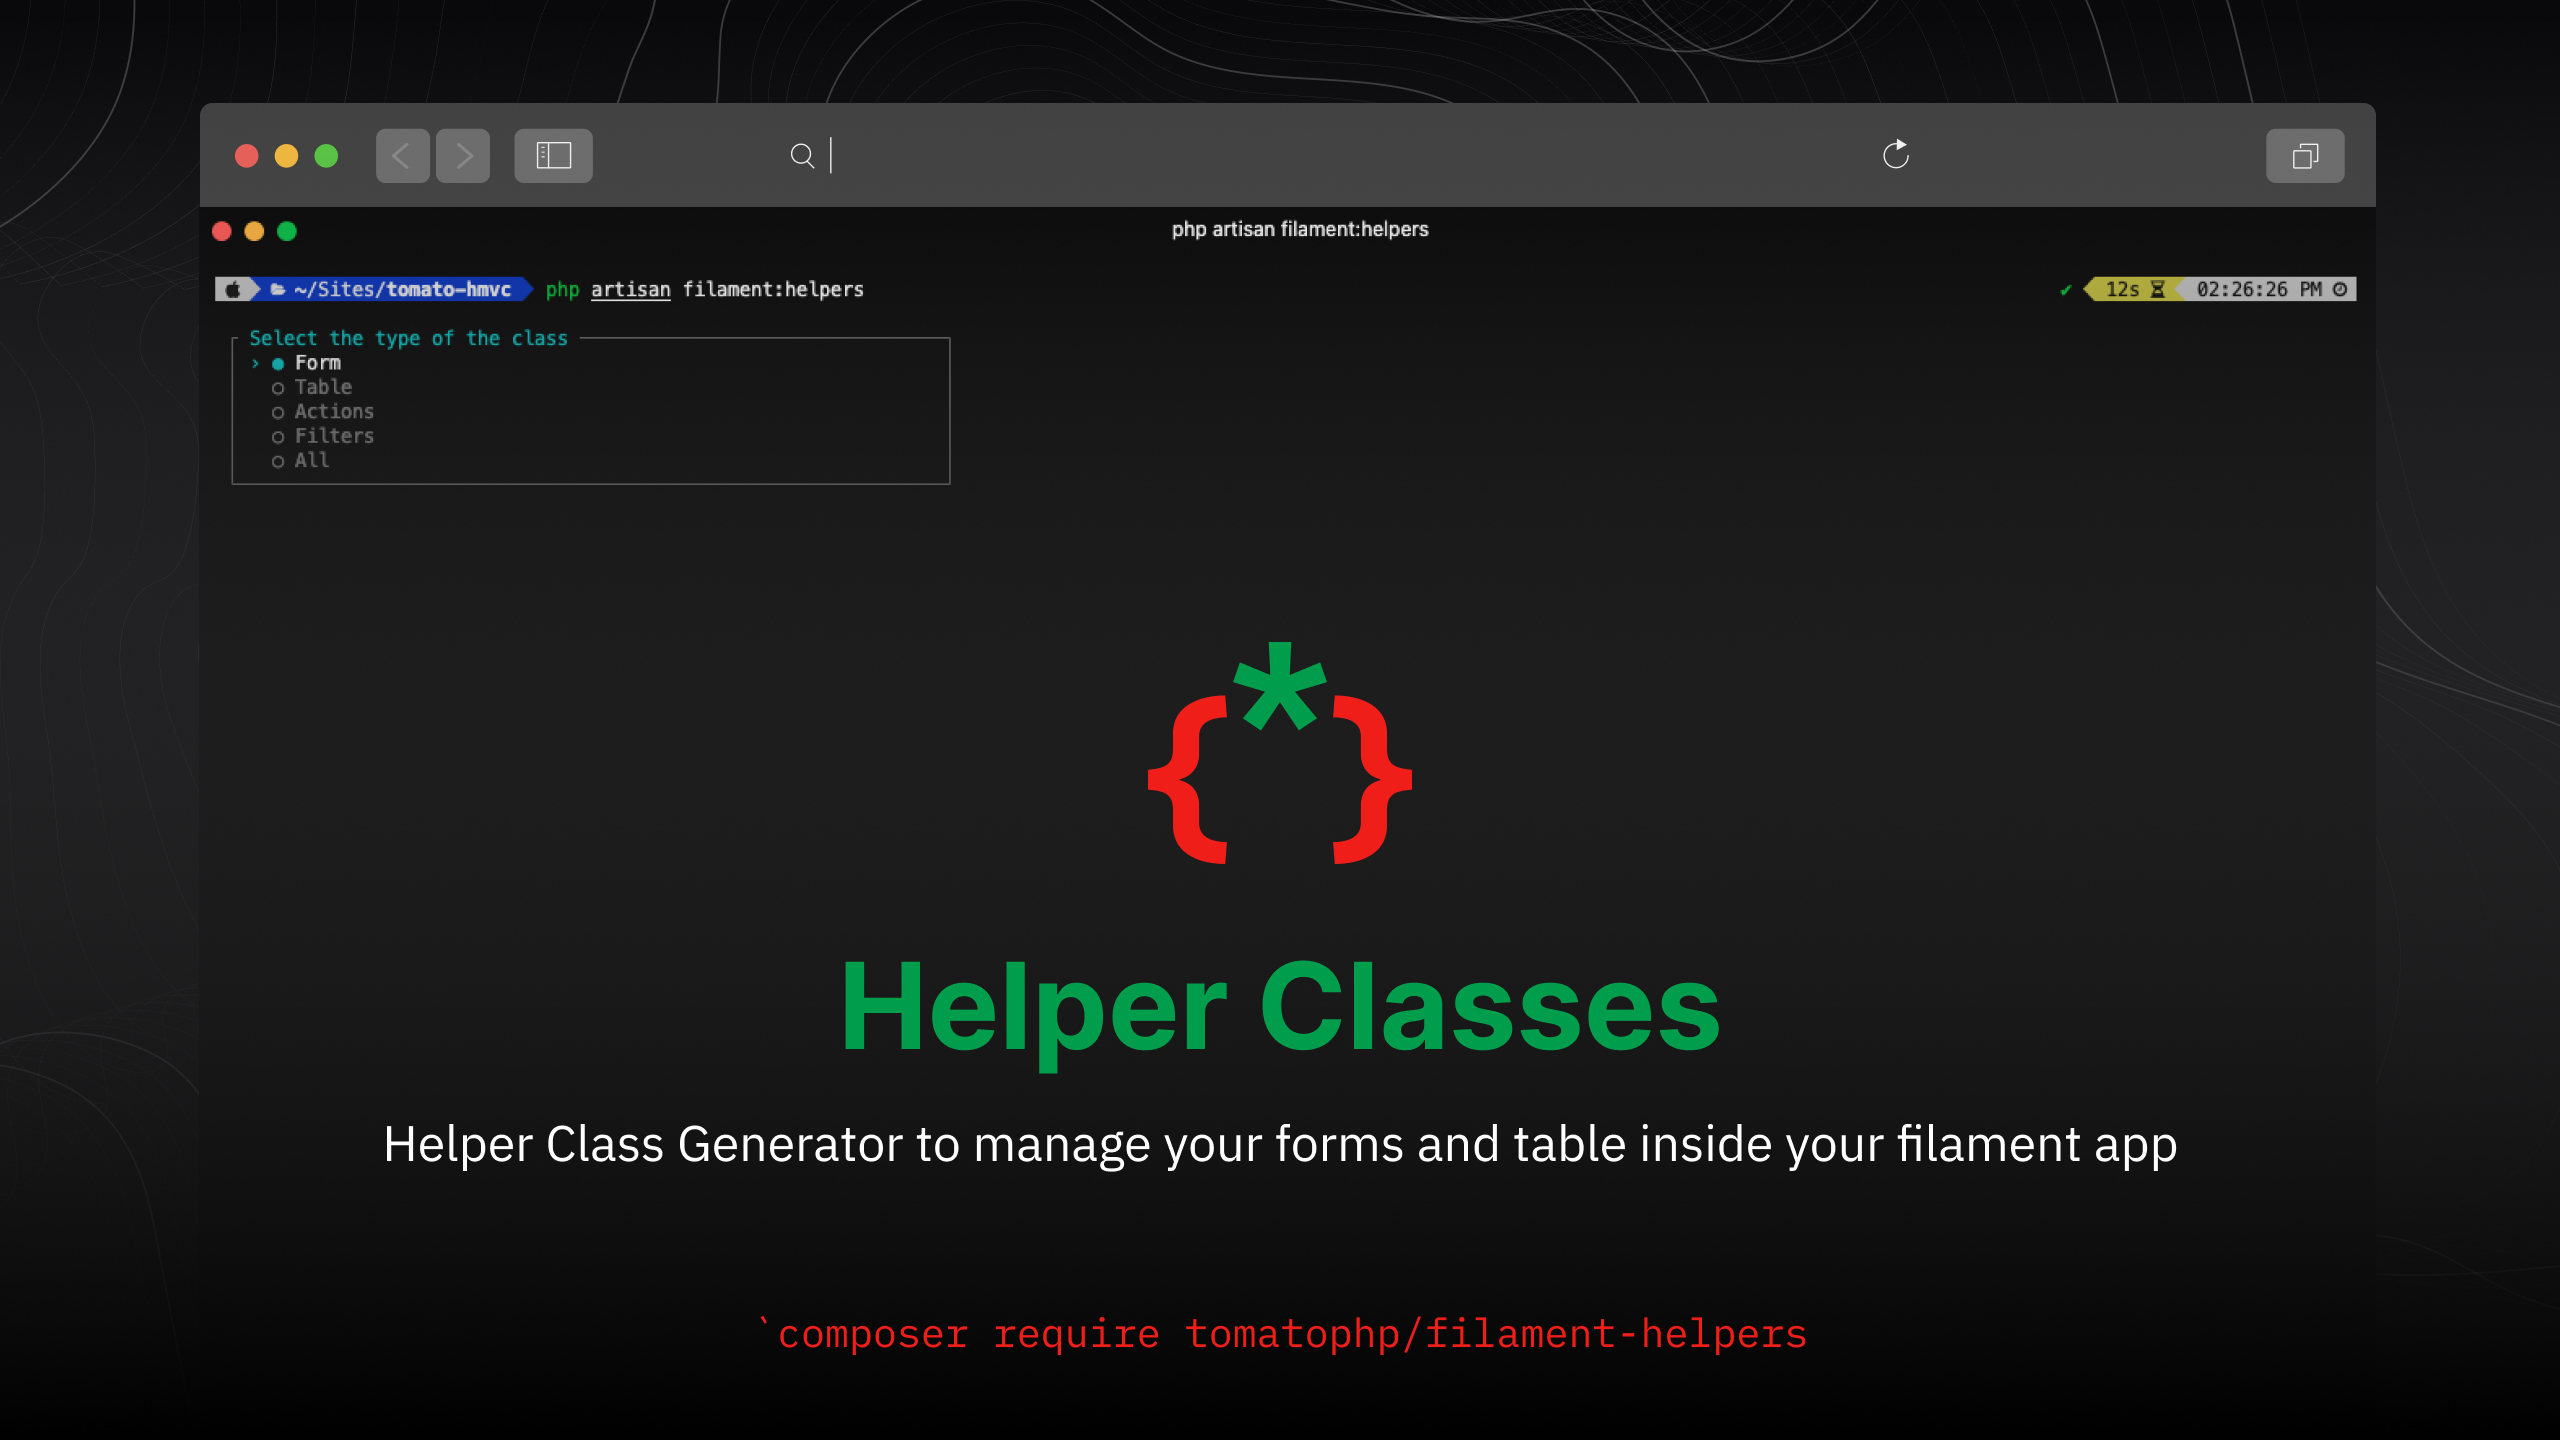 php artisan filament:helpers
~/Sites/tomato-hmvc php artisan filament:helpers ✔ 12s 02:26:26 PM
Select the type of the class
› ● Form
○ Table
○ Actions
○ Filters
○ All
{*}
Helper Classes
Helper Class Generator to manage your forms and table inside your filament app
`composer require tomatophp/filament-helpers